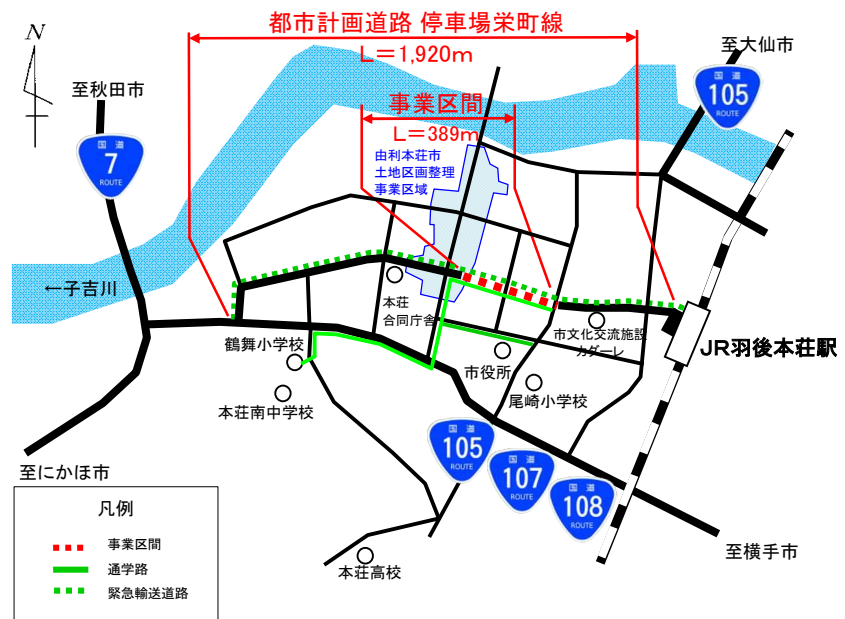 都市計画道路 停車場栄町線
L=1,920m
N
至大仙市
至秋田市
事業区間
L=389m
国道
105
ROUTE
国道
7
ROUTE
由利本荘市
土地区画整理
事業区域
←子吉川
本荘
合同庁舎
市文化交流施設
カダーレ
JR羽後本荘駅
鶴舞小学校
市役所
尾崎小学校
本荘南中学校
国道
105
ROUTE
国道
107
ROUTE
国道
108
ROUTE
至にかほ市
至横手市
本荘高校
凡例
事業区間
通学路
緊急輸送道路